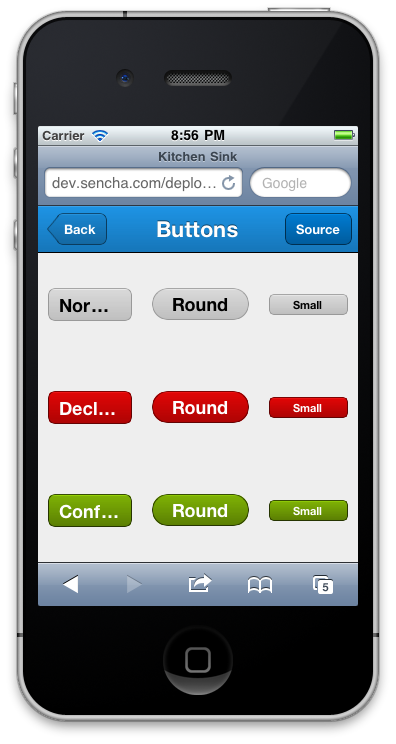 Carrier 8:56 PM
Kitchen Sink
dev.sencha.com/deplo... Google
Back Buttons Source
Nor... Round Small
Decl... Round Small
Conf... Round Small
5